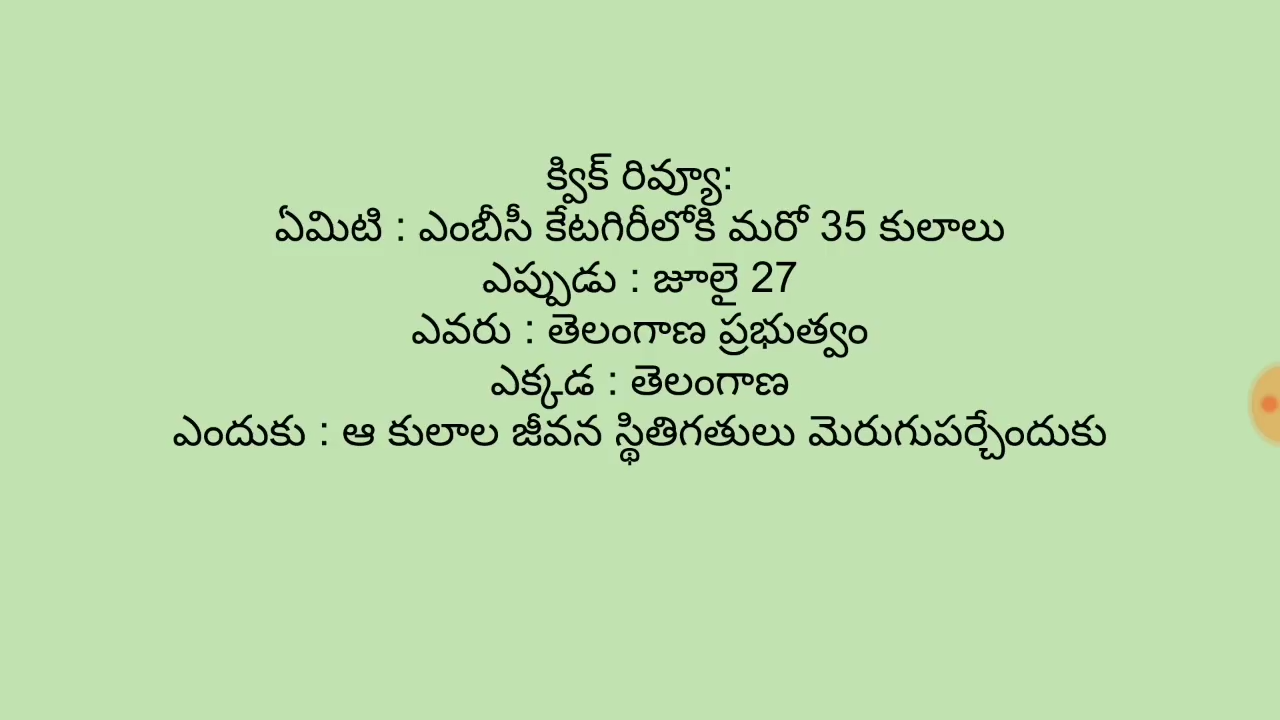 క్విక్ రివ్యూ:
ఏమిటి : ఎంబీసీ కేటగిరీలోకి మరో 35 కులాలు
ఎప్పుడు : జూలై 27
ఎవరు : తెలంగాణ ప్రభుత్వం
ఎక్కడ : తెలంగాణ
ఎందుకు : ఆ కులాల జీవన స్థితిగతులు మెరుగుపర్చేందుకు